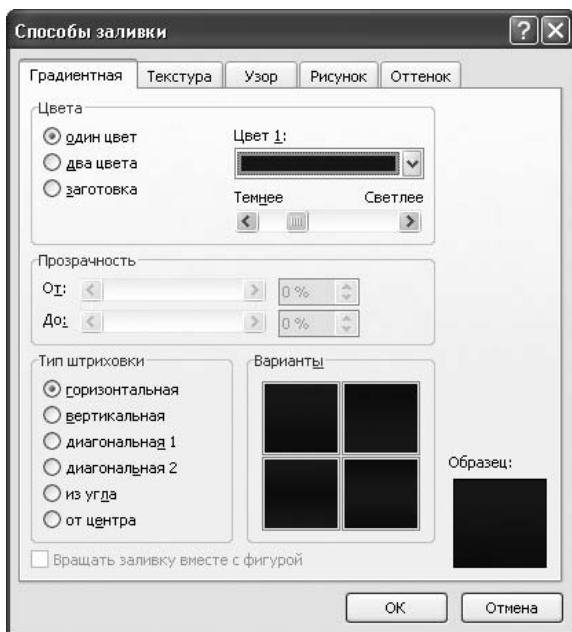 Способы заливки
Градиентная Текстура Узор Рисунок Оттенок
Цвета
один цвет
два цвета
заготовка
Цвет 1:
Темнее Светлее
Прозрачность
От: 0 %
До: 0 %
Тип штриховки
горизонтальная
вертикальная
диагональная 1
диагональная 2
из угла
от центра
Варианты
Образец:
Вращать заливку вместе с фигурой
ОК Отмена